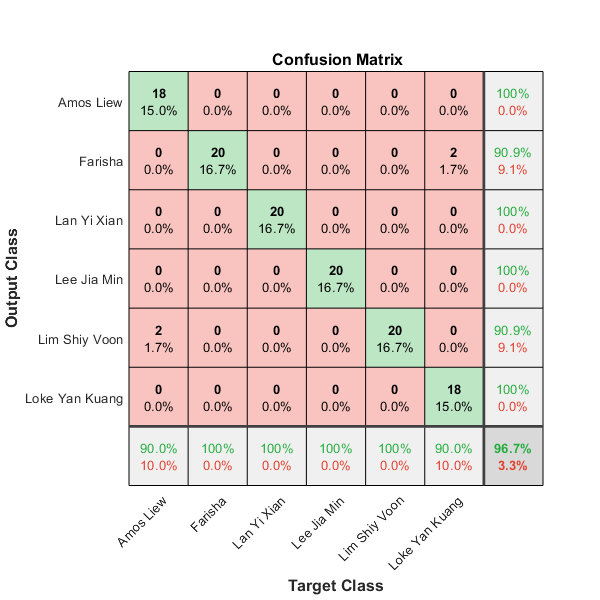 Confusion Matrix
Amos Liew 18 0 0 0 0 0 100%
15.0% 0.0% 0.0% 0.0% 0.0% 0.0% 0.0%
Farisha 0 20 0 0 0 2 90.9%
0.0% 16.7% 0.0% 0.0% 0.0% 1.7% 9.1%
Lan Yi Xian 0 0 20 0 0 0 100%
0.0% 0.0% 16.7% 0.0% 0.0% 0.0% 0.0%
Lee Jia Min 0 0 0 20 0 0 100%
0.0% 0.0% 0.0% 16.7% 0.0% 0.0% 0.0%
Lim Shiy Voon 2 0 0 0 20 0 90.9%
1.7% 0.0% 0.0% 0.0% 16.7% 0.0% 9.1%
Loke Yan Kuang 0 0 0 0 0 18 100%
0.0% 0.0% 0.0% 0.0% 0.0% 15.0% 0.0%
90.0% 100% 100% 100% 100% 90.0% 96.7%
10.0% 0.0% 0.0% 0.0% 0.0% 10.0% 3.3%
Amos Liew Farisha Lan Yi Xian Lee Jia Min Lim Shiy Voon Loke Yan Kuang
Target Class
Output Class